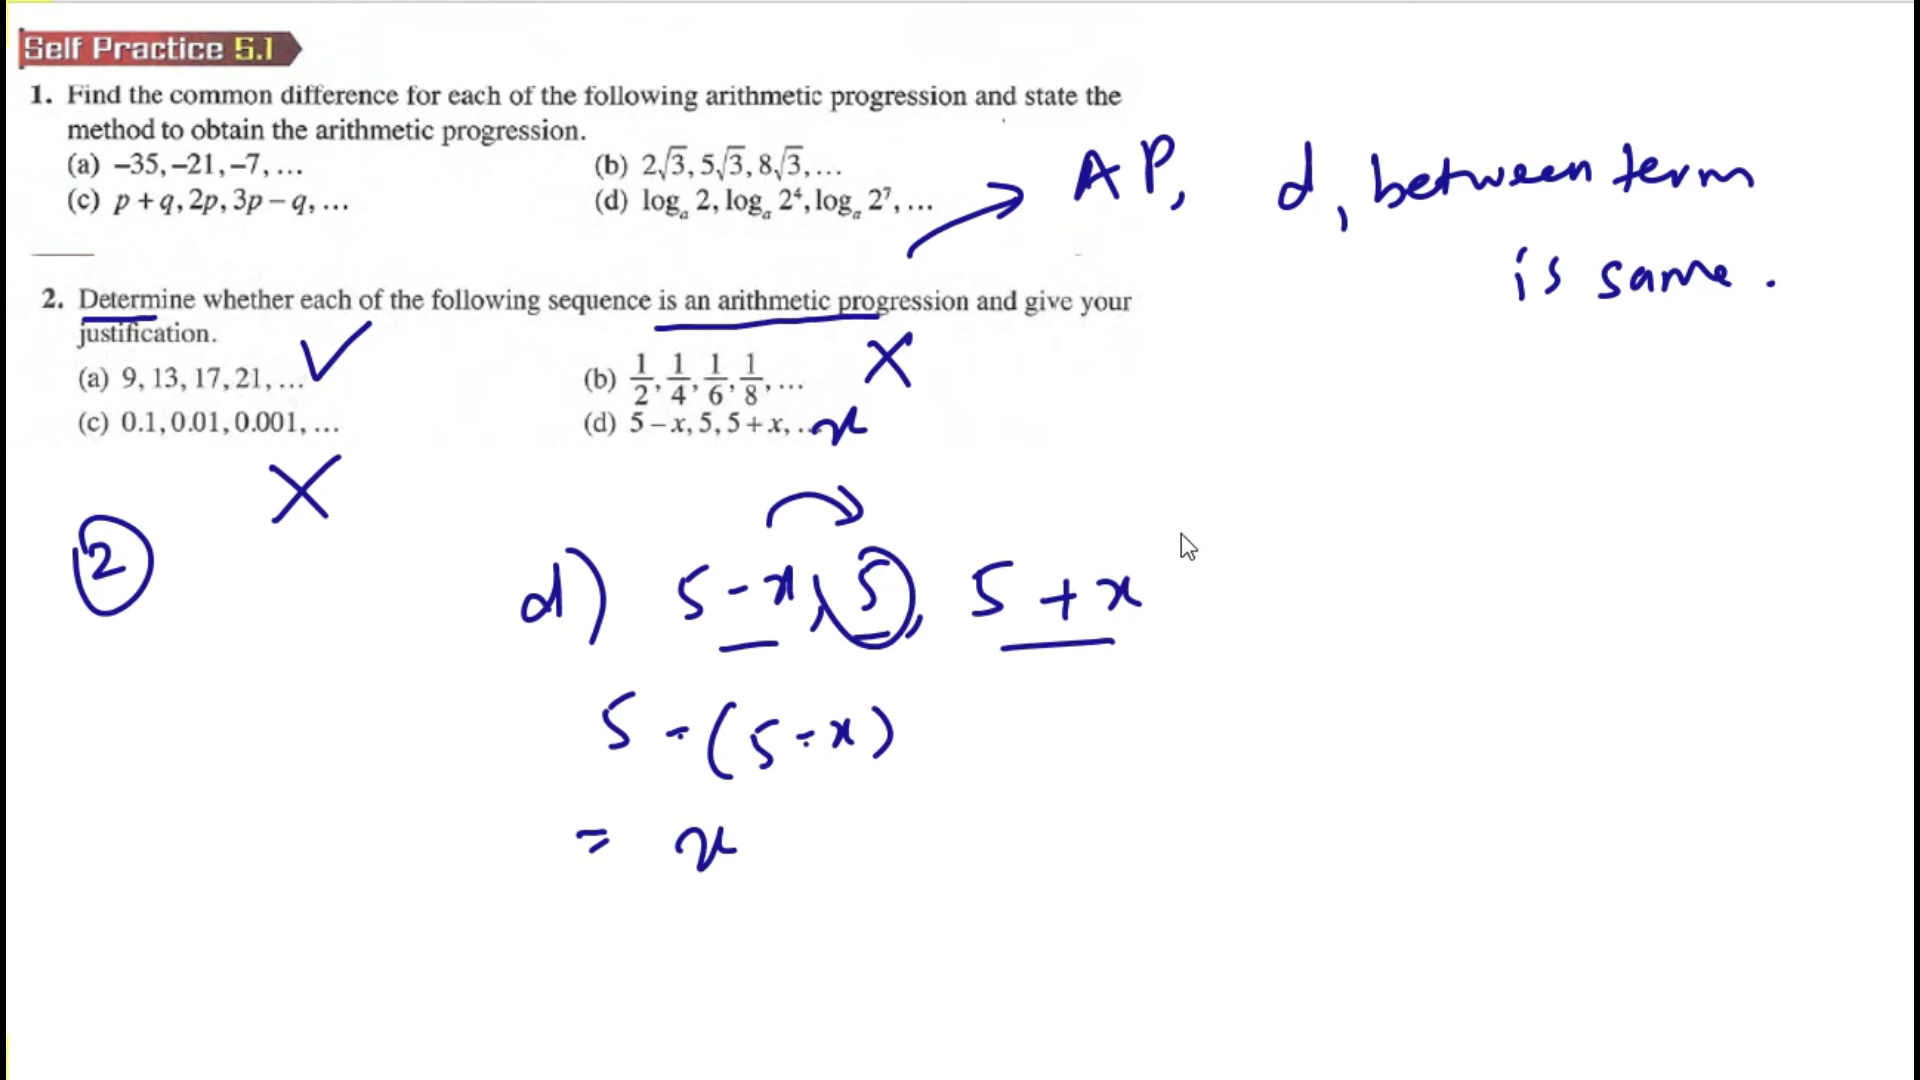 Self Practice 5.1
1. Find the common difference for each of the following arithmetic progression and state the
method to obtain the arithmetic progression.
(a) –35, –21, –7, … (b) 2√3, 5√3, 8√3, …
(c) p + q, 2p, 3p – q, … (d) logₐ 2, logₐ 2⁴, logₐ 2⁷, …
AP, d, between term
is same.
2. Determine whether each of the following sequence is an arithmetic progression and give your
justification.
(a) 9, 13, 17, 21, … ✓ (b) 1/2, 1/4, 1/6, 1/8, … X
(c) 0.1, 0.01, 0.001, … X (d) 5 – x, 5, 5 + x, … x
2
d) 5 - x, 5, 5 + x
5 - (5 - x)
= x